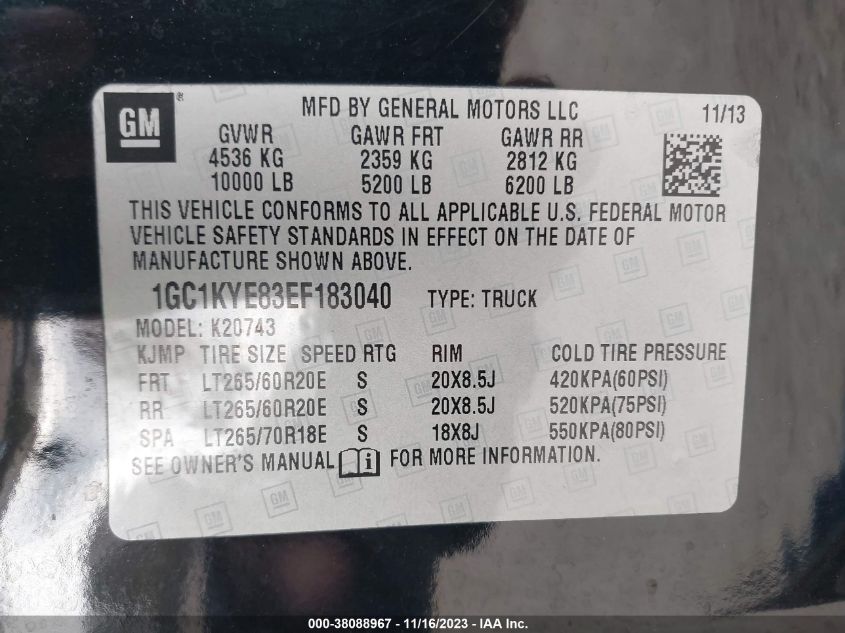 GM ® MFD BY GENERAL MOTORS LLC 11/13
GVWR GAWR FRT GAWR RR
4536 KG 2359 KG 2812 KG
10000 LB 5200 LB 6200 LB
THIS VEHICLE CONFORMS TO ALL APPLICABLE U.S. FEDERAL MOTOR
VEHICLE SAFETY STANDARDS IN EFFECT ON THE DATE OF
MANUFACTURE SHOWN ABOVE.
1GC1KYE83EF183040 TYPE: TRUCK
MODEL: K20743
KJMP TIRE SIZE SPEED RTG RIM COLD TIRE PRESSURE
FRT LT265/60R20E S 20X8.5J 420KPA(60PSI)
RR LT265/60R20E S 20X8.5J 520KPA(75PSI)
SPA LT265/70R18E S 18X8J 550KPA(80PSI)
SEE OWNER'S MANUAL i FOR MORE INFORMATION.
000-38088967 - 11/16/2023 - IAA Inc.